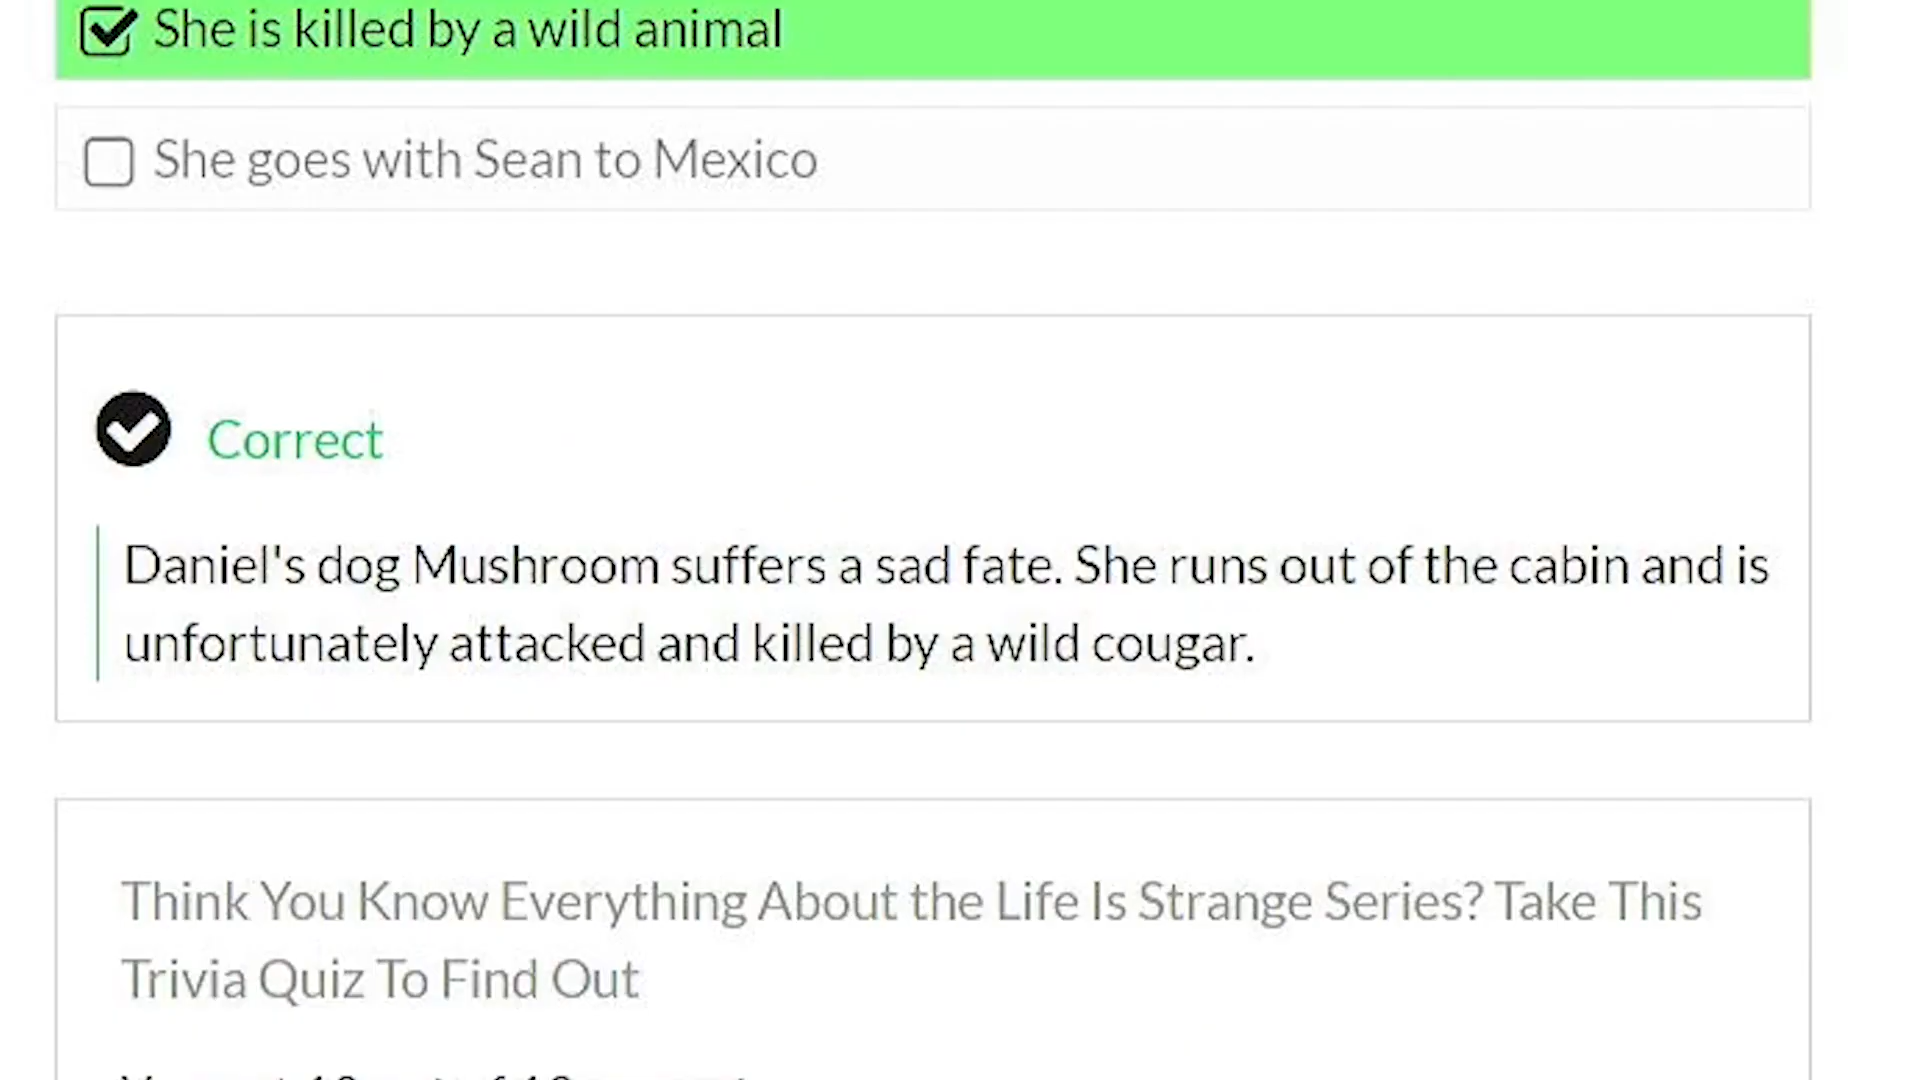 She is killed by a wild animal
She goes with Sean to Mexico
Correct
Daniel's dog Mushroom suffers a sad fate. She runs out of the cabin and is
unfortunately attacked and killed by a wild cougar.
Think You Know Everything About the Life Is Strange Series? Take This
Trivia Quiz To Find Out